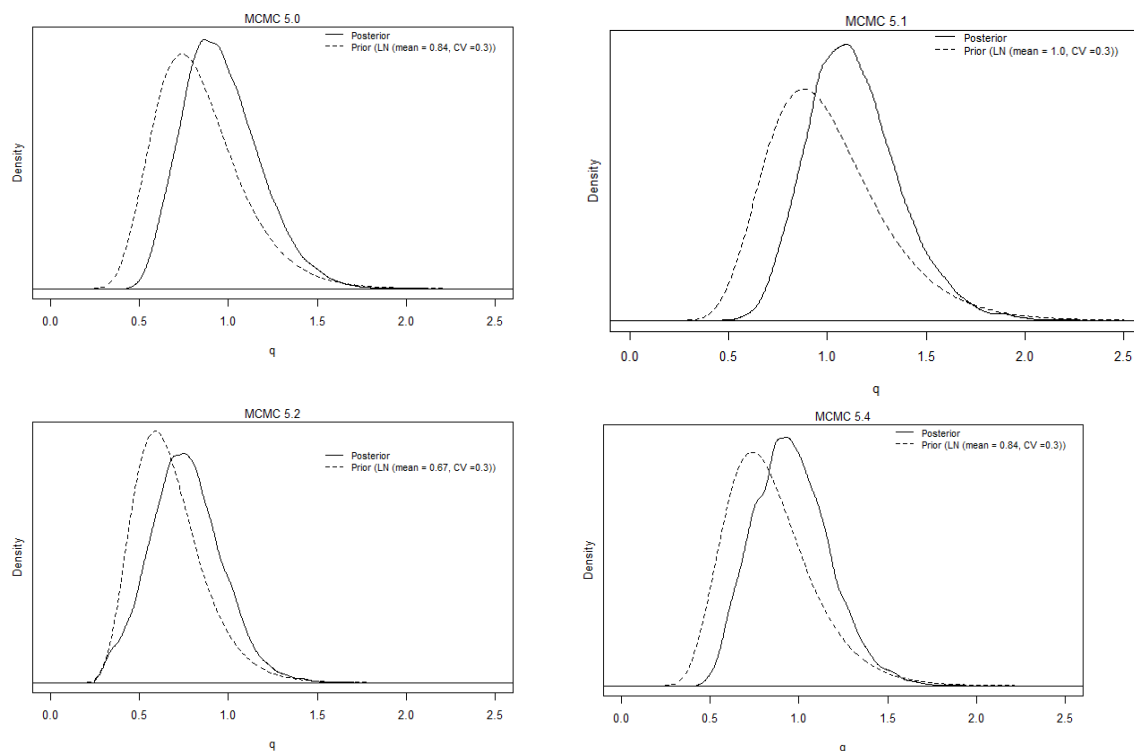 MCMC 5.0
Posterior
Prior (LN (mean = 0.84, CV =0.3))
Density
0.0 0.5 1.0 1.5 2.0 2.5
q
MCMC 5.1
Posterior
Prior (LN (mean = 1.0, CV =0.3))
Density
0.0 0.5 1.0 1.5 2.0 2.5
q
MCMC 5.2
Posterior
Prior (LN (mean = 0.67, CV =0.3))
Density
0.0 0.5 1.0 1.5 2.0 2.5
q
MCMC 5.4
Posterior
Prior (LN (mean = 0.84, CV =0.3))
Density
0.0 0.5 1.0 1.5 2.0 2.5
q